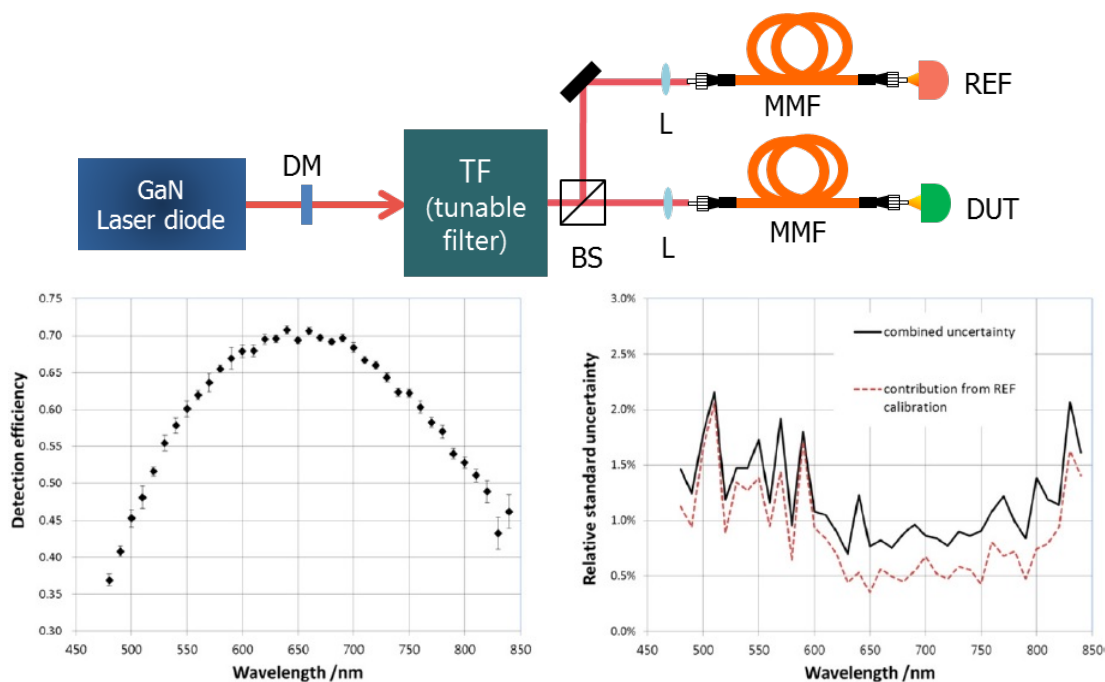 MMF
REF
L
GaN
Laser diode
DM
TF
(tunable
filter)
BS
L
MMF
DUT
Detection efficiency
0.75
0.70
0.65
0.60
0.55
0.50
0.45
0.40
0.35
0.30
450 500 550 600 650 700 750 800 850
Wavelength /nm
Relative standard uncertainty
3.0%
2.5%
2.0%
1.5%
1.0%
0.5%
0.0%
combined uncertainty
contribution from REF
calibration
450 500 550 600 650 700 750 800 850
Wavelength /nm